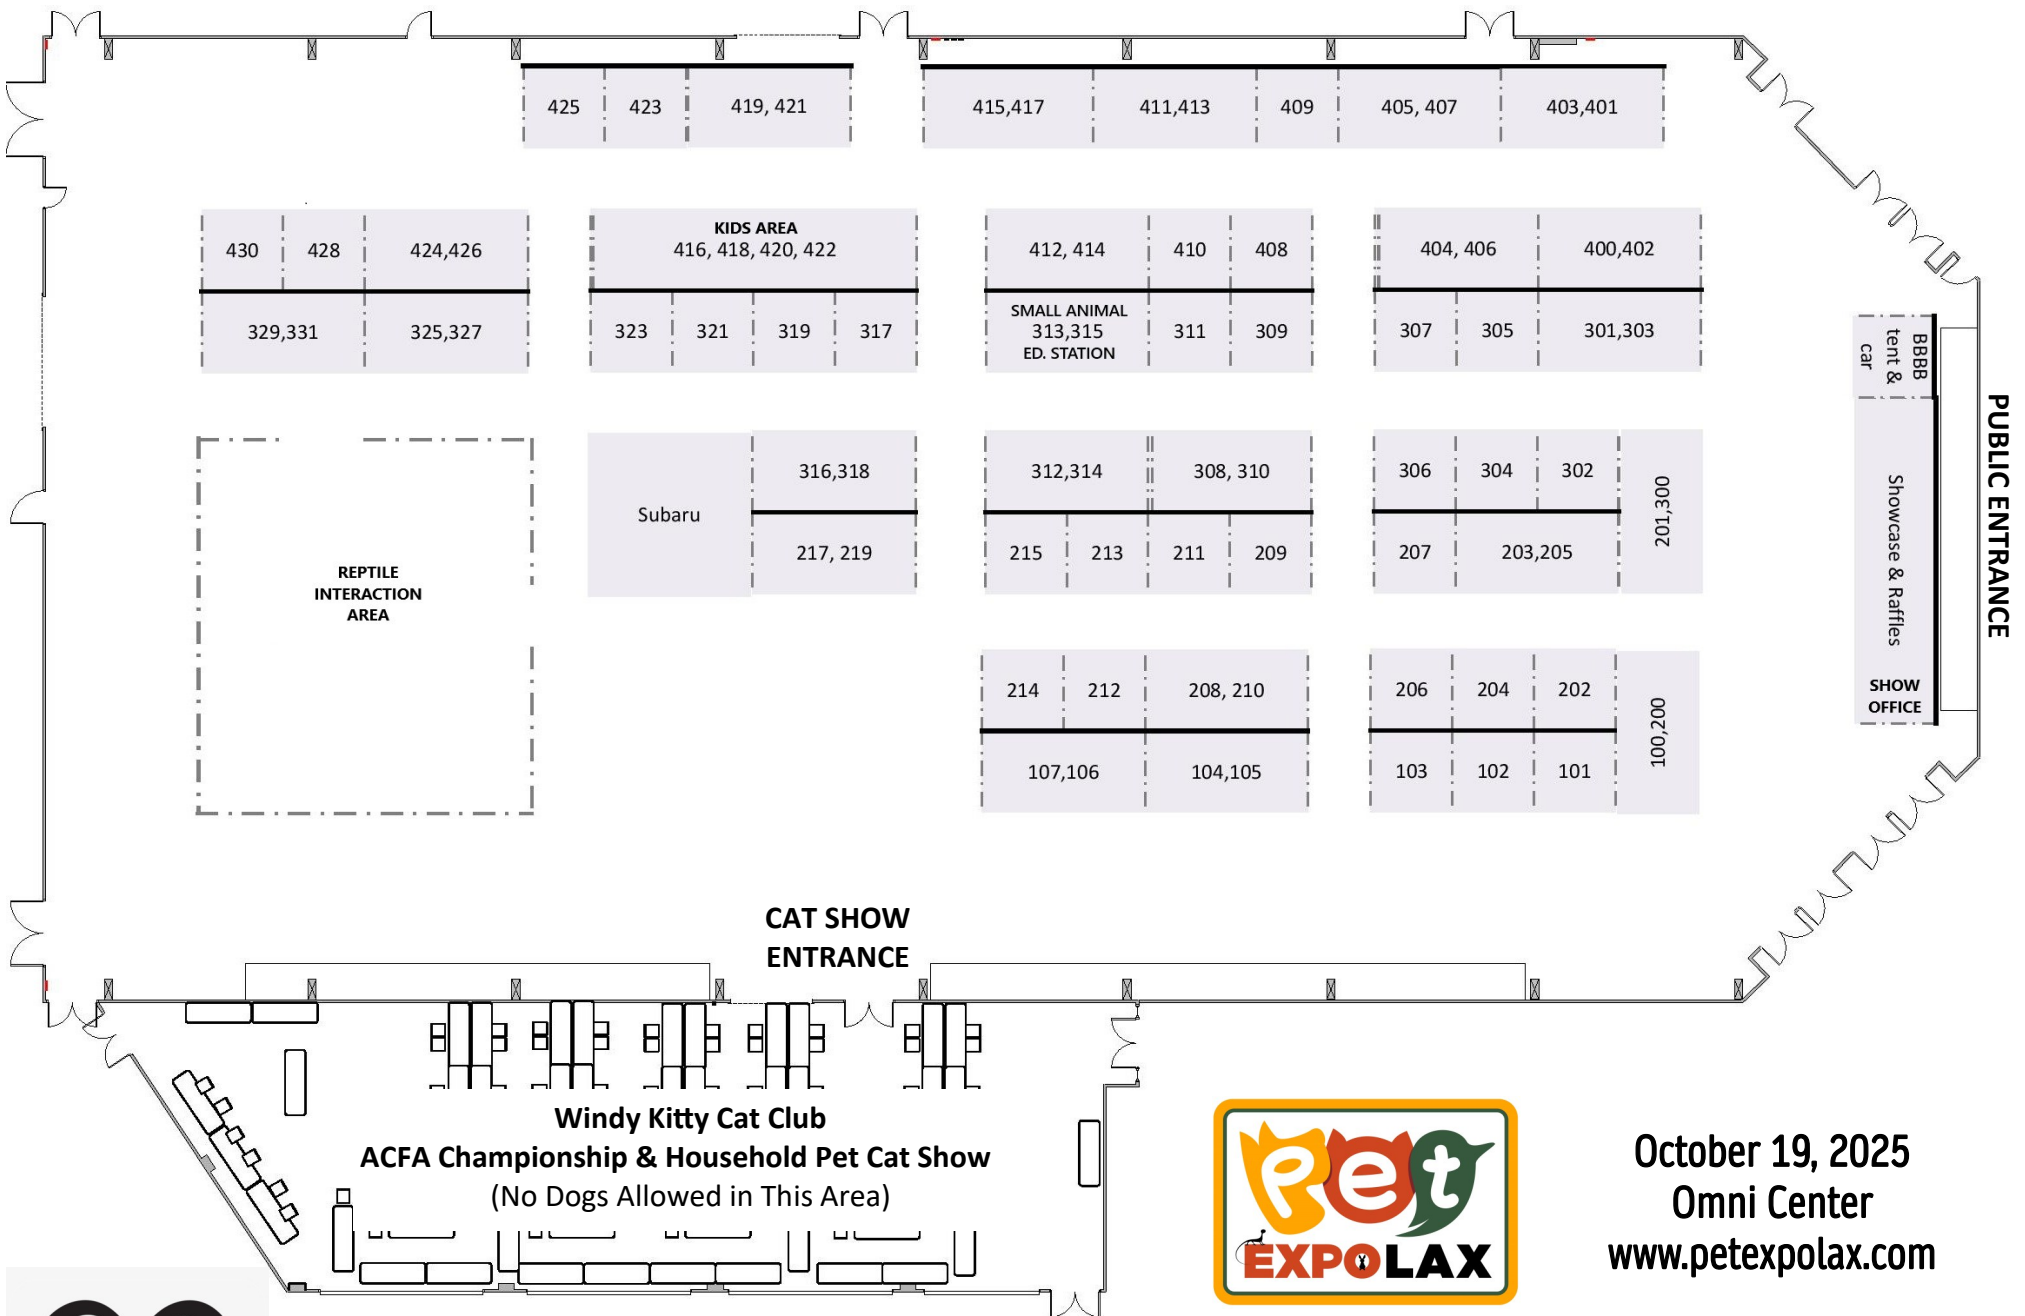 425
423
419, 421
415,417
411,413
409
405, 407
403,401
430
428
424,426
KIDS AREA
416, 418, 420, 422
412, 414
410
408
404, 406
400,402
329,331
325,327
323
321
319
317
SMALL ANIMAL
313,315
ED. STATION
311
309
307
305
301,303
BBBB
tent &
car
PUBLIC ENTRANCE
Showcase & Raffles
SHOW
OFFICE
REPTILE
INTERACTION
AREA
Subaru
316,318
217, 219
312,314
308, 310
215
213
211
209
306
304
302
207
203,205
201,300
214
212
208, 210
107,106
104,105
206
204
202
103
102
101
100,200
CAT SHOW
ENTRANCE
Windy Kitty Cat Club
ACFA Championship & Household Pet Cat Show
(No Dogs Allowed in This Area)
Pet
EXPOLAX
October 19, 2025
Omni Center
www.petexpolax.com